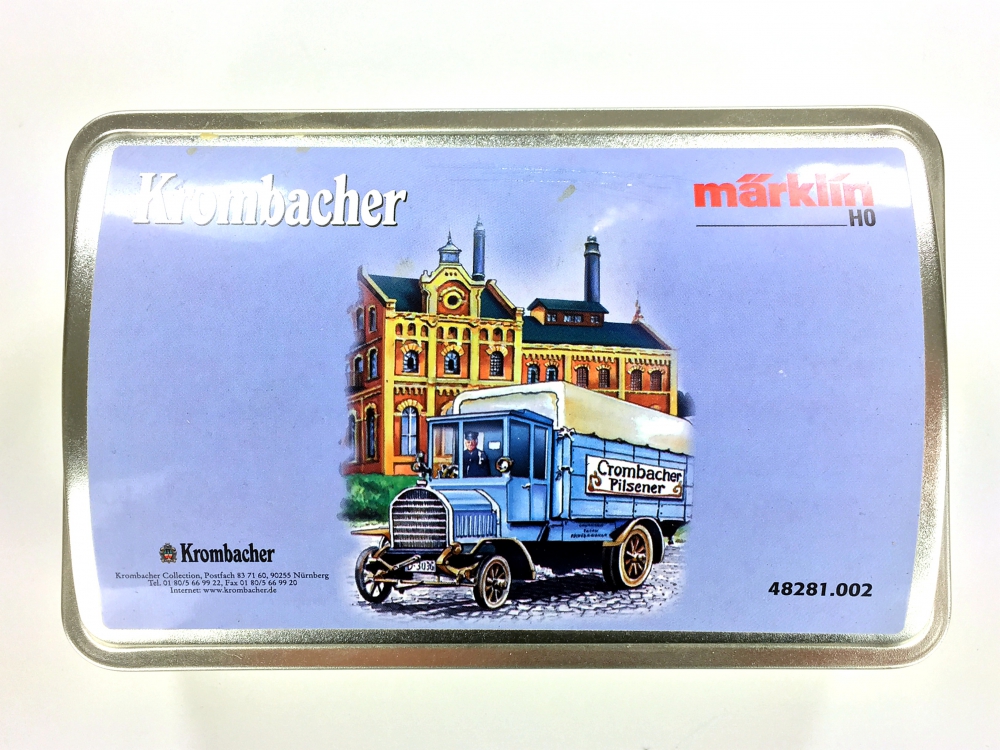 Krombacher
märklin
H0
Crombacher
Pilsener
Krombacher
Krombacher Collection, Postfach 83 71 60, 90255 Nürnberg
Tel. 01 80/5 66 99 22, Fax 01 80/5 66 99 20
Internet: www.krombacher.de
48281.002